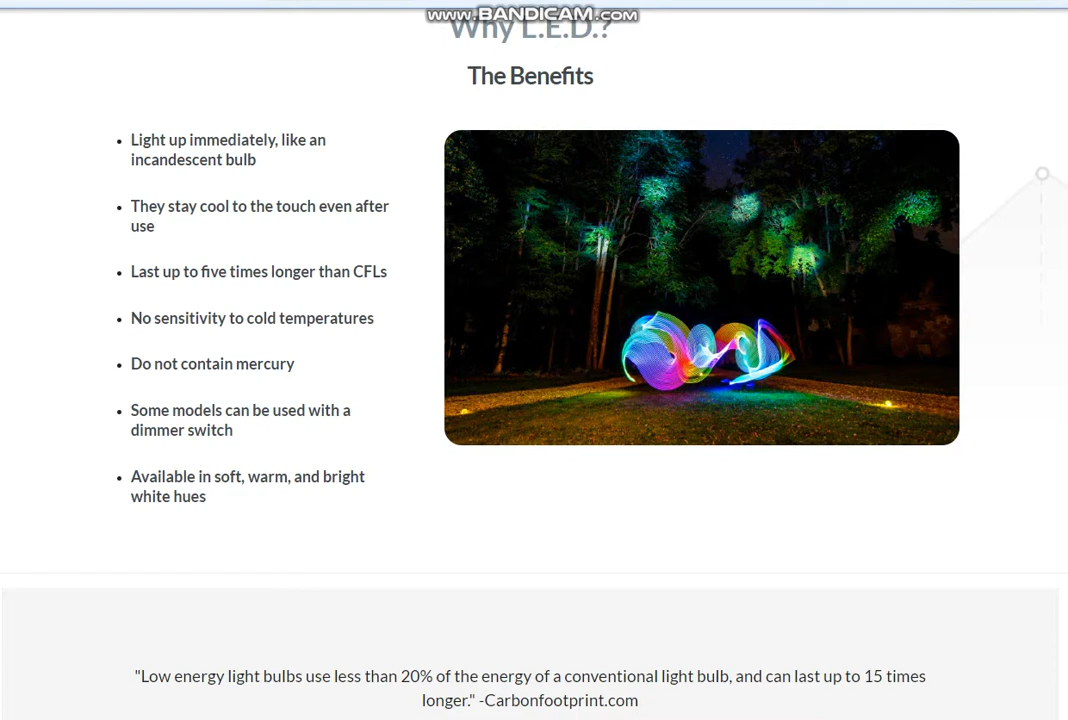 www.BANDICAM.com
Why L.E.D.?
The Benefits
Light up immediately, like an
incandescent bulb
They stay cool to the touch even after
use
Last up to five times longer than CFLs
No sensitivity to cold temperatures
Do not contain mercury
Some models can be used with a
dimmer switch
Available in soft, warm, and bright
white hues
"Low energy light bulbs use less than 20% of the energy of a conventional light bulb, and can last up to 15 times
longer." -Carbonfootprint.com